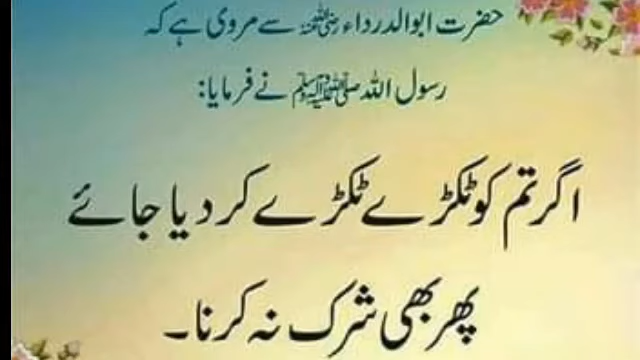 حضرت ابوالدرداء رضی اللہ عنہ سے مروی ہے کہ
رسول اللہ صلی اللہ علیہ وآلہ وسلم نے فرمایا:
اگر تم کو ٹکڑے ٹکڑے کر دیا جائے
پھر بھی شرک نہ کرنا۔